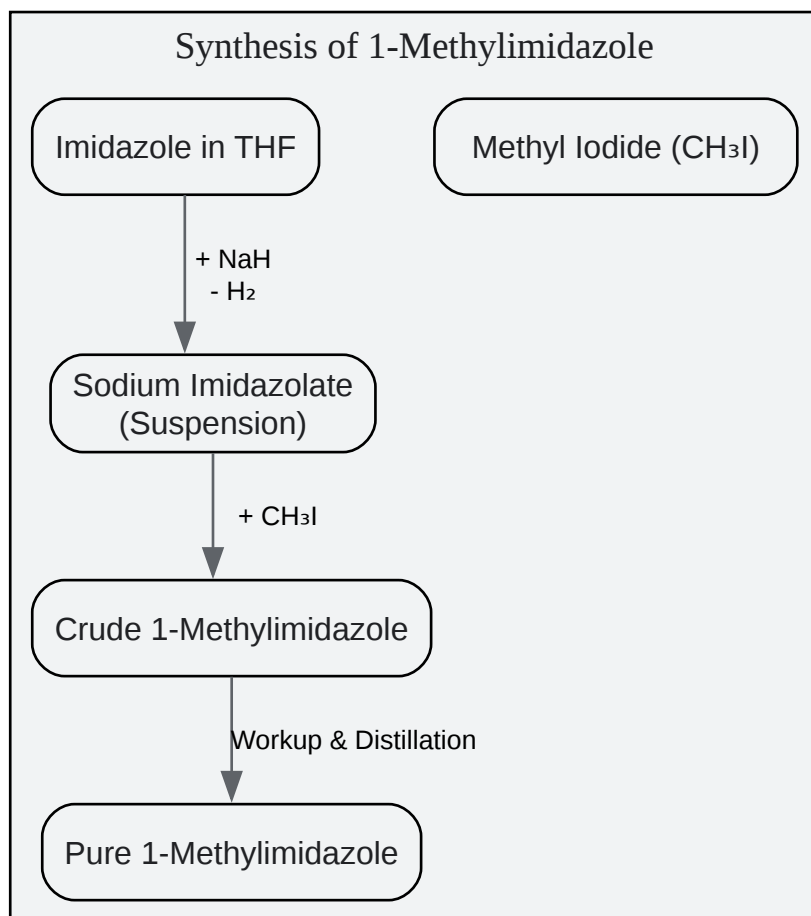 Synthesis of 1-Methylimidazole
Imidazole in THF
Methyl Iodide (CH₃I)
+ NaH
- H₂
Sodium Imidazolate
(Suspension)
+ CH₃I
Crude 1-Methylimidazole
Workup & Distillation
Pure 1-Methylimidazole